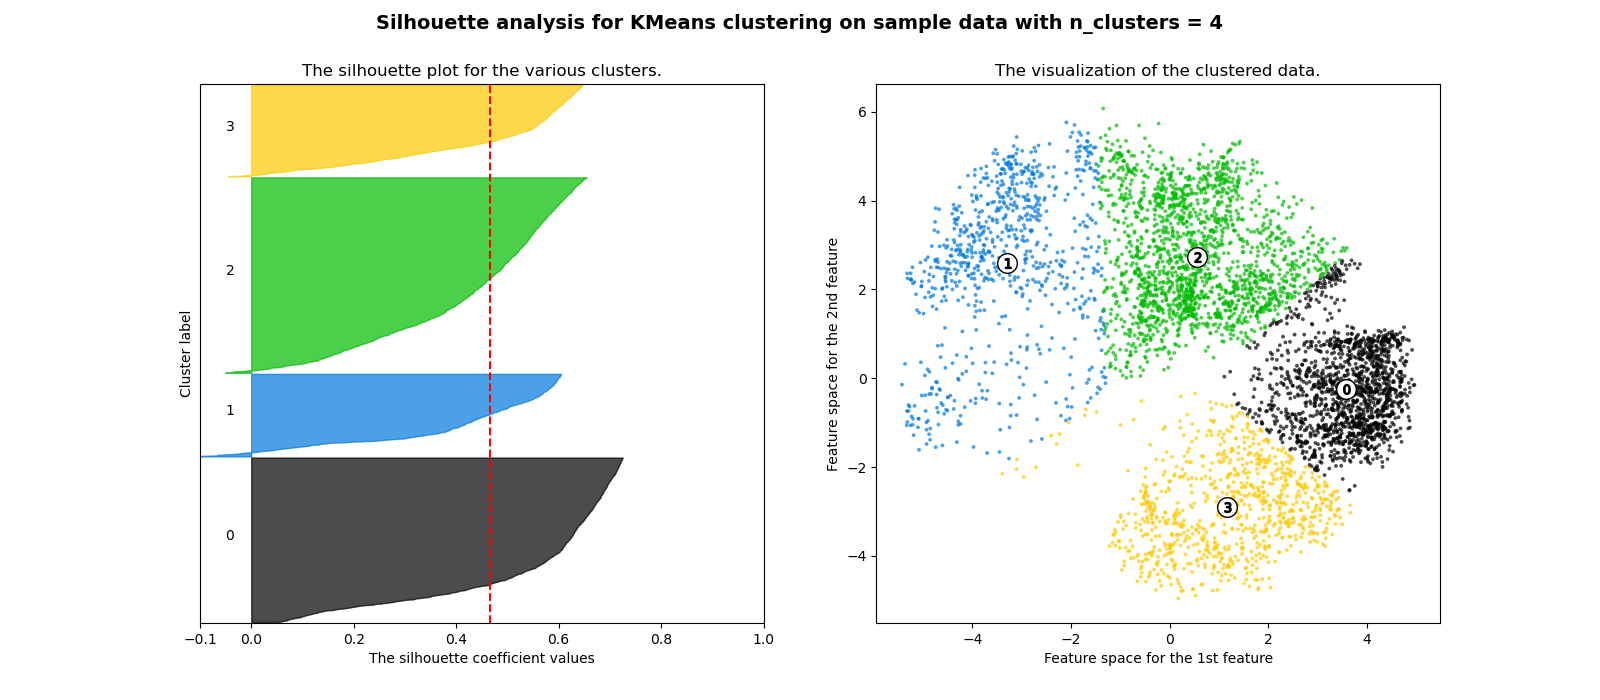 Silhouette analysis for KMeans clustering on sample data with n_clusters = 4
The silhouette plot for the various clusters.
Cluster label
3
2
1
0
−0.1 0.0 0.2 0.4 0.6 0.8 1.0
The silhouette coefficient values
The visualization of the clustered data.
Feature space for the 2nd feature
6
4
2
0
−2
−4
1
2
0
3
−4 −2 0 2 4
Feature space for the 1st feature